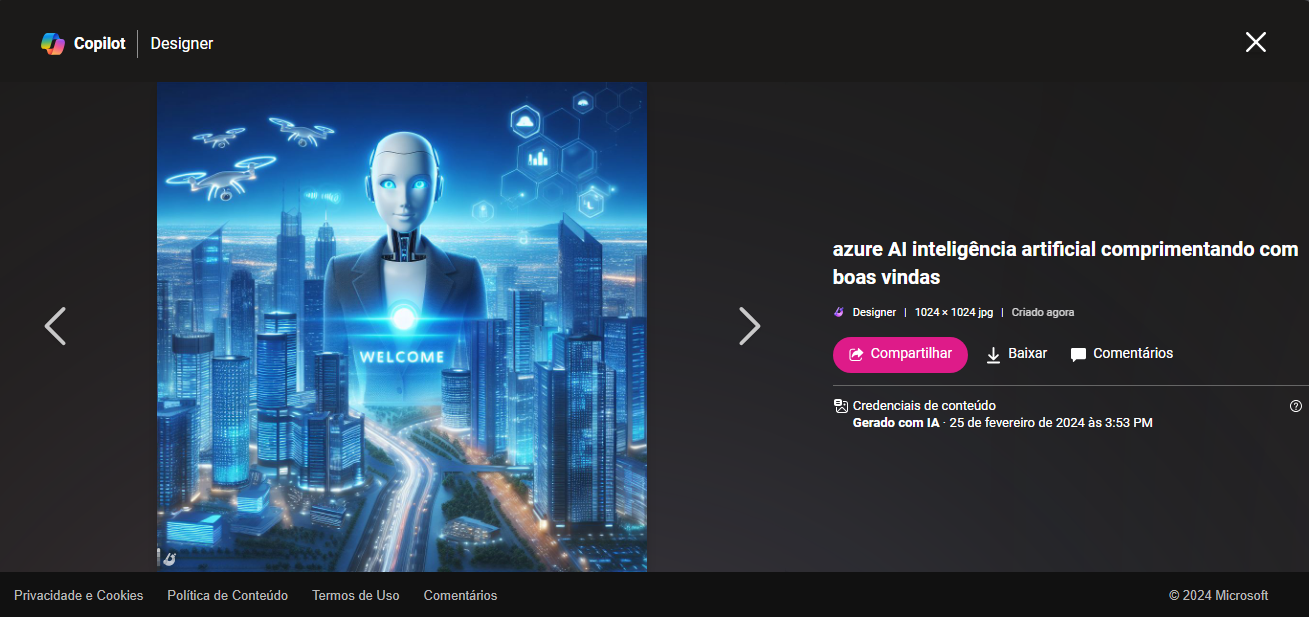 Copilot | Designer
WELCOME
azure AI inteligência artificial comprimentando com
boas vindas
Designer | 1024 × 1024 jpg | Criado agora
Compartilhar Baixar Comentários
Credenciais de conteúdo
Gerado com IA · 25 de fevereiro de 2024 às 3:53 PM
Privacidade e Cookies Política de Conteúdo Termos de Uso Comentários © 2024 Microsoft